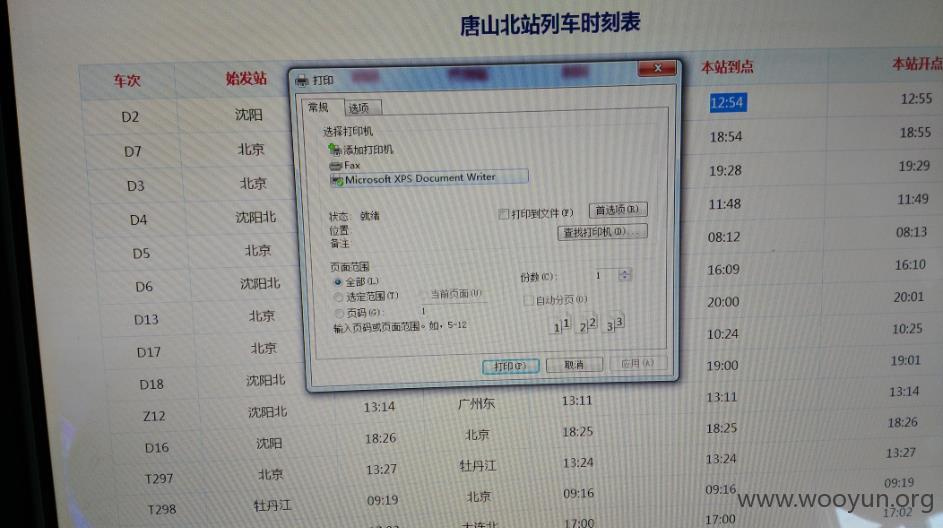 唐山北站列车时刻表
车次 始发站 本站到点 本站开点
D2 沈阳 12:54 12:55
D7 北京 18:54 18:55
D3 北京 19:28 19:29
D4 沈阳北 11:48 11:49
D5 北京 08:12 08:13
D6 沈阳北 16:09 16:10
D13 北京 20:00 20:01
D17 北京 10:24 10:25
D18 沈阳北 19:00 19:01
Z12 沈阳北 13:14 广州东 13:11 13:11 13:14
D16 沈阳 18:26 北京 18:25 18:25 18:26
T297 北京 13:27 牡丹江 13:24 13:24 13:27
T298 牡丹江 09:19 北京 09:16 09:16 09:19
大连北 17:00 17:00 17:02
打印
常规 选项
选择打印机
添加打印机
Fax
Microsoft XPS Document Writer
状态: 就绪
位置:
备注:
打印到文件(F) 首选项(R)
查找打印机(D)...
页面范围
全部(L)
选定范围(T) 当前页面(U)
页码(G): 1
输入页码或页面范围。如，5-12
份数(C): 1
自动分页(O)
1 1 2 2 3 3
打印(P) 取消 应用(A)
www.wooyun.org